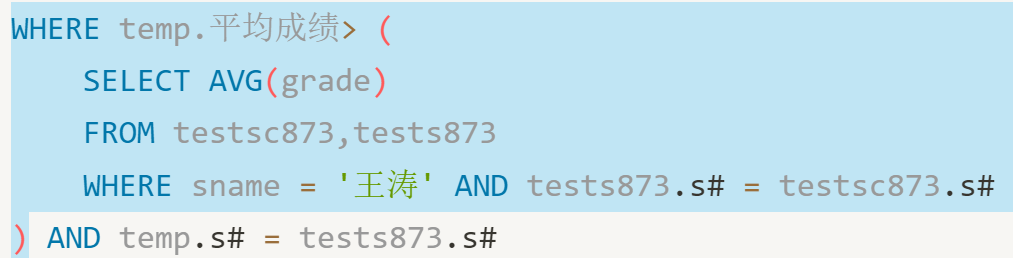 WHERE temp.平均成绩> (
SELECT AVG(grade)
FROM testsc873,tests873
WHERE sname = '王涛' AND tests873.s# = testsc873.s#
) AND temp.s# = tests873.s#